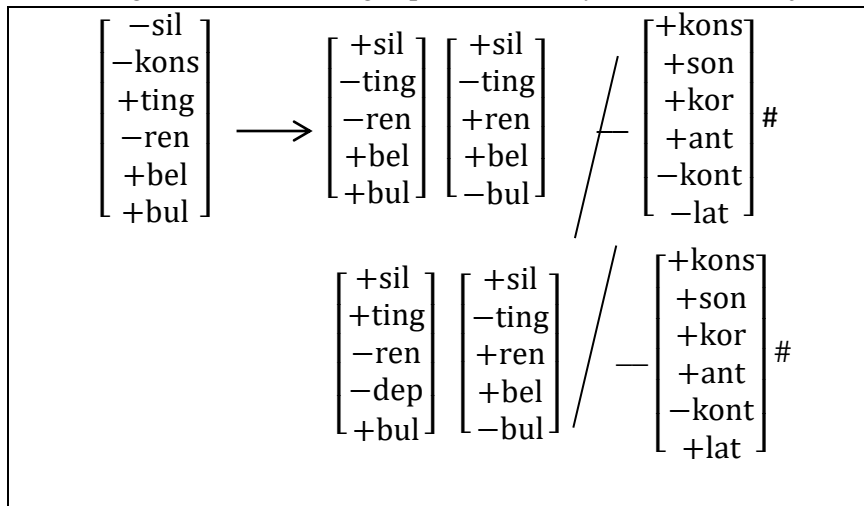 −sil
−kons
+ting
−ren
+bel
+bul
+sil
−ting
−ren
+bel
+bul
+sil
−ting
+ren
+bel
−bul
+kons
+son
+kor
+ant
−kont
−lat
#
+sil
+ting
−ren
−dep
+bul
+sil
−ting
+ren
+bel
−bul
+kons
+son
+kor
+ant
−kont
+lat
#